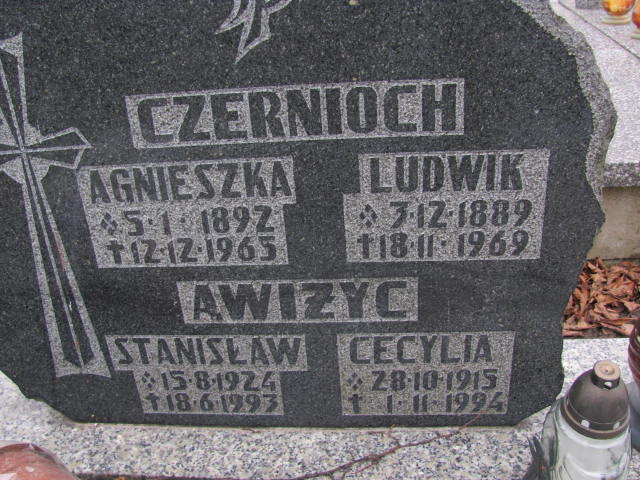 CZERNIOCH
AGNIESZKA
5·1·1892
†12·12·1965
LUDWIK
3·12·1889
†18·11·1969
AWIZYC
STANISŁAW
15·8·1924
†18·6·1993
CECYLIA
28·10·1915
† 1·11·1994